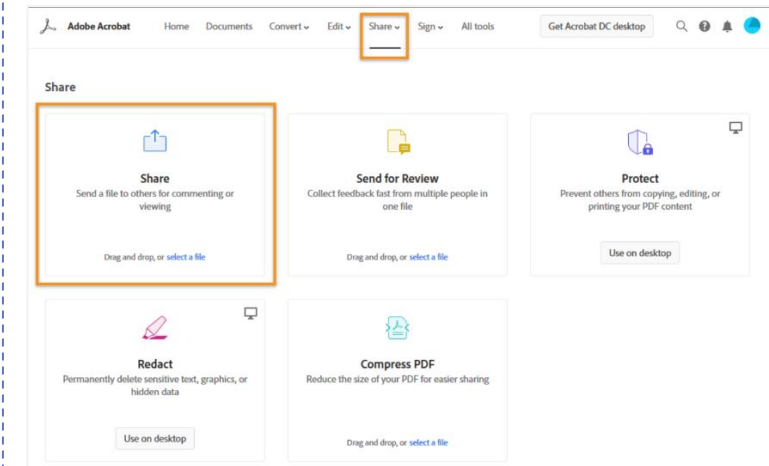 Adobe Acrobat Home Documents Convert Edit Share Sign All tools Get Acrobat DC desktop
Share
Share
Send a file to others for commenting or
viewing
Drag and drop, or select a file
Send for Review
Collect feedback fast from multiple people in
one file
Drag and drop, or select a file
Protect
Prevent others from copying, editing, or
printing your PDF content
Use on desktop
Redact
Permanently delete sensitive text, graphics, or
hidden data
Use on desktop
Compress PDF
Reduce the size of your PDF for easier sharing
Drag and drop, or select a file